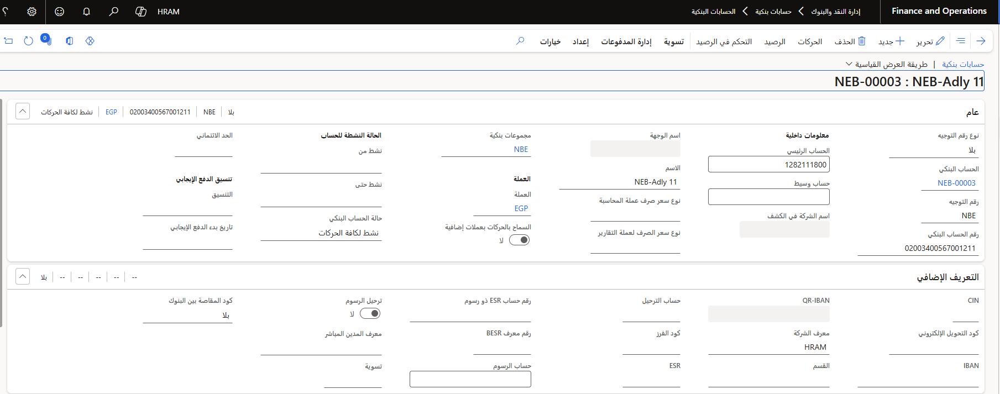 Finance and Operations
إدارة النقد والبنوك
حسابات بنكية
الحسابات البنكية
HRAM
؟
تحرير
جديد
الحذف
الحركات
الرصيد
التحكم في الرصيد
تسوية
إدارة المدفوعات
إعداد
خيارات
0
حسابات بنكية | طريقة العرض القياسية
NEB-00003 : NEB-Adly 11
عام
بلا | NBE | 02003400567001211 | EGP | نشط لكافة الحركات
نوع رقم التوجيه
بلا
الحساب البنكي
NEB-00003
رقم التوجيه
NBE
رقم الحساب البنكي
02003400567001211
معلومات داخلية
الحساب الرئيسي
1282111800
حساب وسيط
اسم الشركة في الكشف
اسم الوجهة
الاسم
NEB-Adly 11
نوع سعر صرف عملة المحاسبة
نوع سعر الصرف لعملة التقارير
مجموعات بنكية
NBE
العملة
العملة
EGP
السماح بالحركات بعملات إضافية
لا
الحالة النشطة للحساب
نشط من
نشط حتى
حالة الحساب البنكي
نشط لكافة الحركات
الحد الائتماني
تنسيق الدفع الإيجابي
التنسيق
تاريخ بدء الدفع الإيجابي
التعريف الإضافي
-- | -- | -- | -- | -- | بلا
CIN
كود التحويل الإلكتروني
IBAN
QR-IBAN
معرف الشركة
HRAM
القسم
حساب الترحيل
كود الفرز
ESR
رقم حساب ESR ذو رسوم
رقم معرف BESR
حساب الرسوم
ترحيل الرسوم
لا
معرف المدين المباشر
تسوية
كود المقاصة بين البنوك
بلا